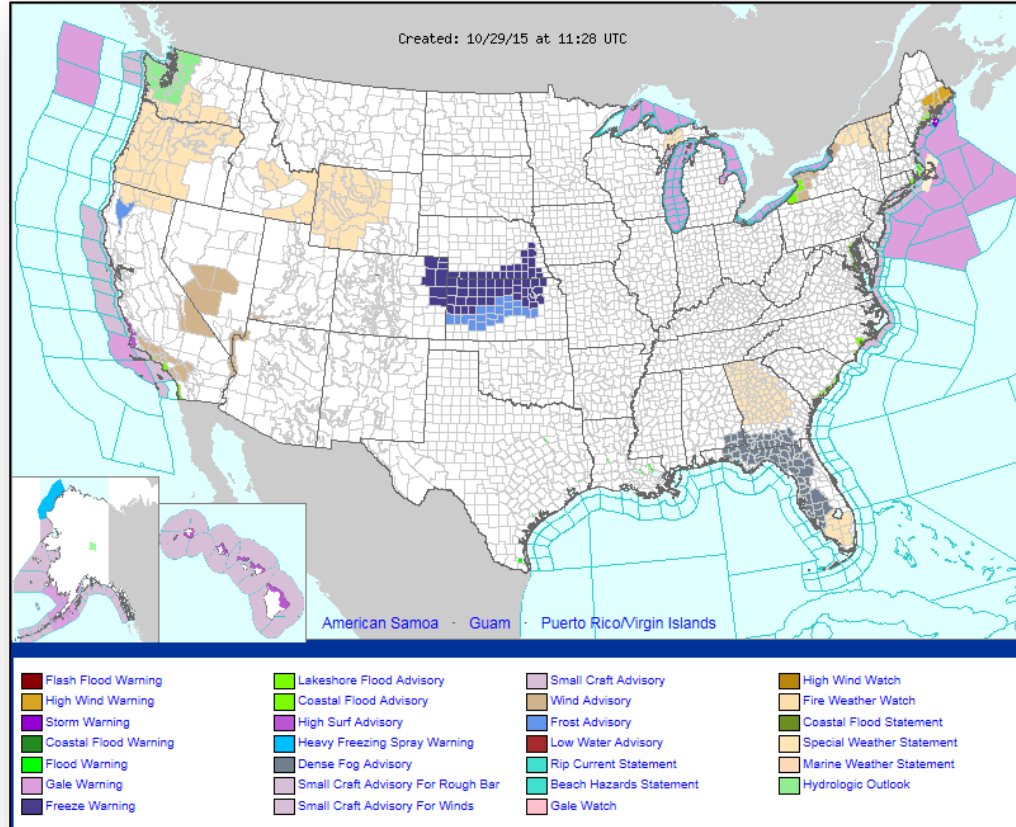 Created: 10/29/15 at 11:28 UTC
American Samoa · Guam · Puerto Rico/Virgin Islands
Flash Flood Warning
High Wind Warning
Storm Warning
Coastal Flood Warning
Flood Warning
Gale Warning
Freeze Warning
Lakeshore Flood Advisory
Coastal Flood Advisory
High Surf Advisory
Heavy Freezing Spray Warning
Dense Fog Advisory
Small Craft Advisory For Rough Bar
Small Craft Advisory For Winds
Small Craft Advisory
Wind Advisory
Frost Advisory
Low Water Advisory
Rip Current Statement
Beach Hazards Statement
Gale Watch
High Wind Watch
Fire Weather Watch
Coastal Flood Statement
Special Weather Statement
Marine Weather Statement
Hydrologic Outlook